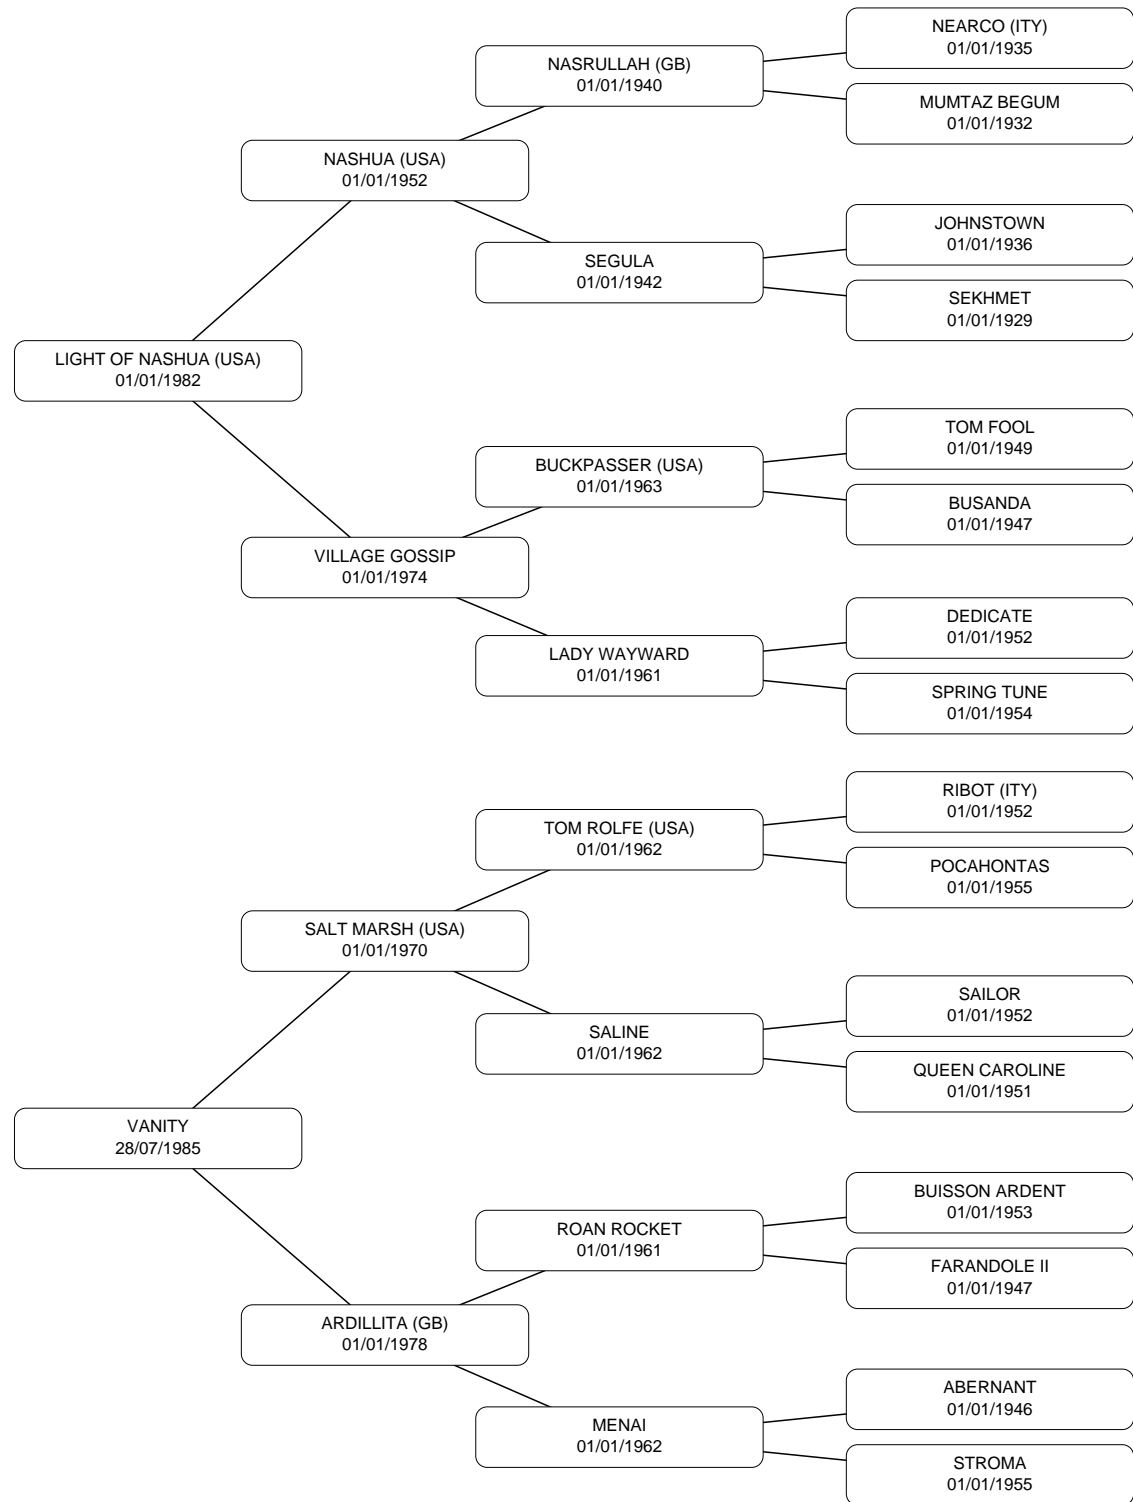 NEARCO (ITY)
01/01/1935
NASRULLAH (GB)
01/01/1940
MUMTAZ BEGUM
01/01/1932
NASHUA (USA)
01/01/1952
JOHNSTOWN
01/01/1936
SEGULA
01/01/1942
SEKHMET
01/01/1929
LIGHT OF NASHUA (USA)
01/01/1982
TOM FOOL
01/01/1949
BUCKPASSER (USA)
01/01/1963
BUSANDA
01/01/1947
VILLAGE GOSSIP
01/01/1974
DEDICATE
01/01/1952
LADY WAYWARD
01/01/1961
SPRING TUNE
01/01/1954
RIBOT (ITY)
01/01/1952
TOM ROLFE (USA)
01/01/1962
POCAHONTAS
01/01/1955
SALT MARSH (USA)
01/01/1970
SAILOR
01/01/1952
SALINE
01/01/1962
QUEEN CAROLINE
01/01/1951
VANITY
28/07/1985
BUISSON ARDENT
01/01/1953
ROAN ROCKET
01/01/1961
FARANDOLE II
01/01/1947
ARDILLITA (GB)
01/01/1978
ABERNANT
01/01/1946
MENAI
01/01/1962
STROMA
01/01/1955